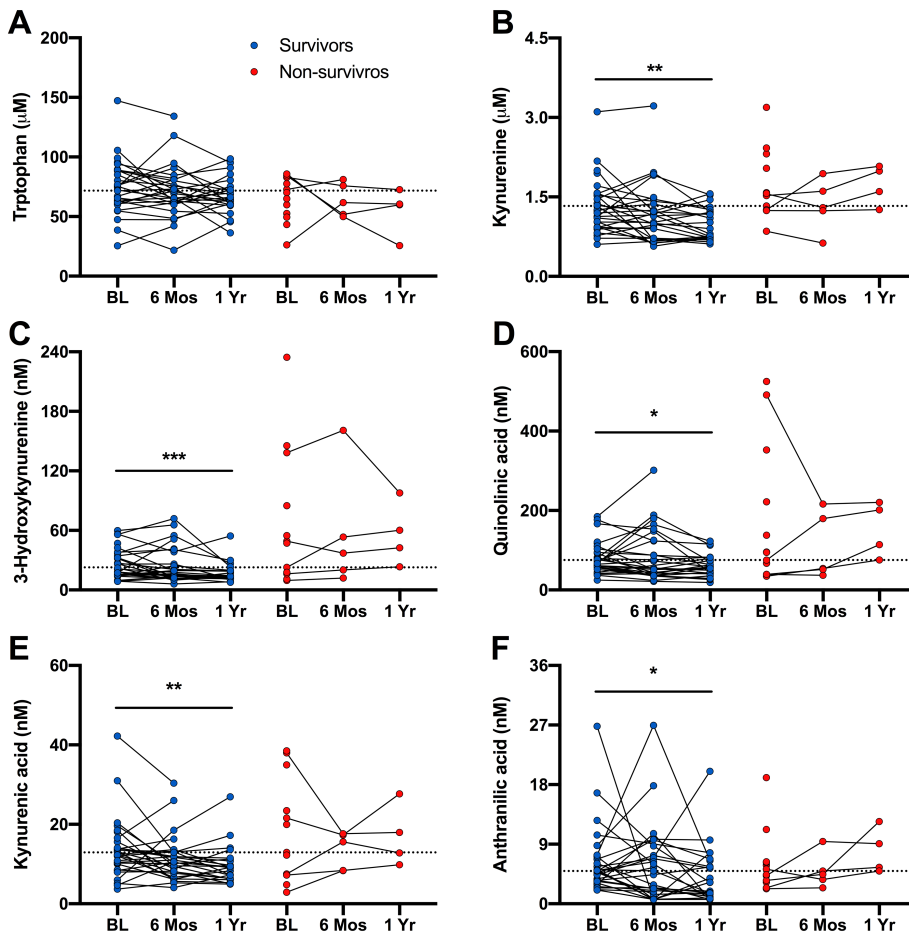 A
Trptophan (µM)
200
150
100
50
0
Survivors
Non-survivros
BL 6 Mos 1 Yr BL 6 Mos 1 Yr
B
Kynurenine (µM)
4.5
3.0
1.5
0.0
**
BL 6 Mos 1 Yr BL 6 Mos 1 Yr
C
3-Hydroxykynurenine (nM)
240
180
120
60
0
***
BL 6 Mos 1 Yr BL 6 Mos 1 Yr
D
Quinolinic acid (nM)
600
400
200
0
*
BL 6 Mos 1 Yr BL 6 Mos 1 Yr
E
Kynurenic acid (nM)
60
40
20
0
**
BL 6 Mos 1 Yr BL 6 Mos 1 Yr
F
Anthranilic acid (nM)
36
27
18
9
0
*
BL 6 Mos 1 Yr BL 6 Mos 1 Yr